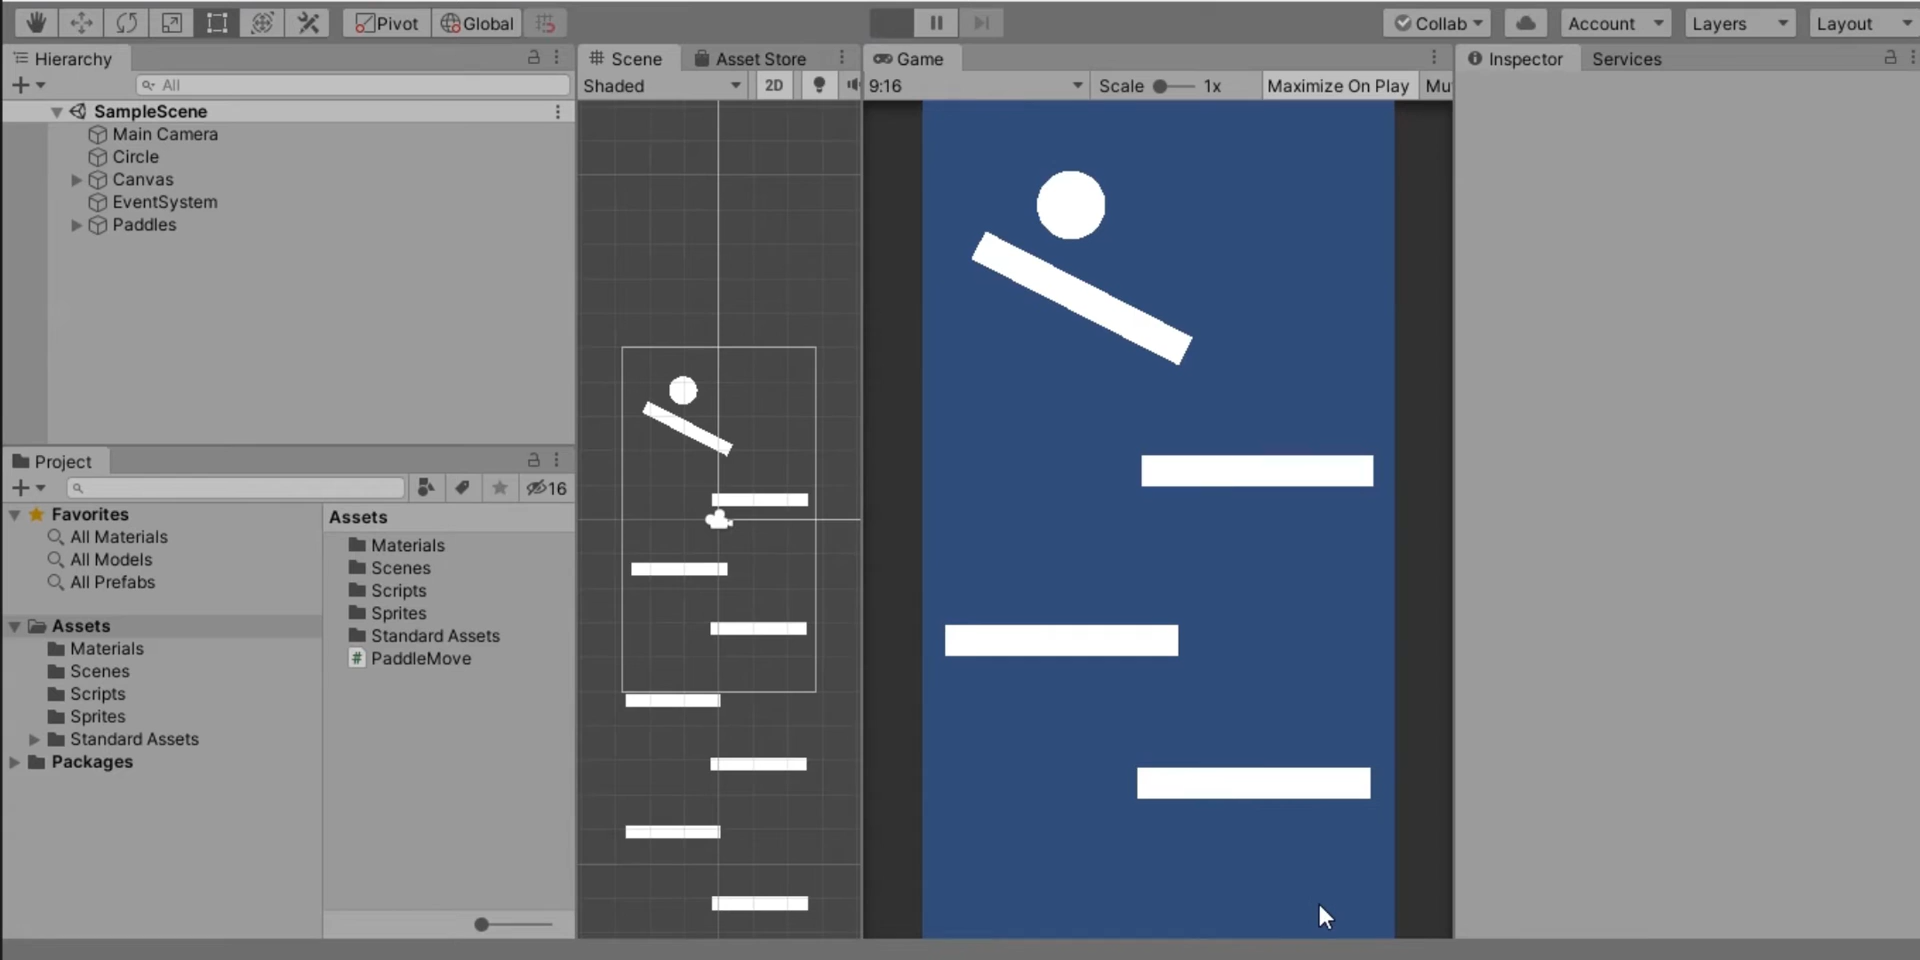 Pivot Global Collab Account Layers Layout
Hierarchy
All
SampleScene
Main Camera
Circle
Canvas
EventSystem
Paddles
Project
16
Favorites
All Materials
All Models
All Prefabs
Assets
Materials
Scenes
Scripts
Sprites
Standard Assets
Packages
Assets
Materials
Scenes
Scripts
Sprites
Standard Assets
# PaddleMove
Scene Asset Store
Shaded 2D
Game
9:16 Scale 1x Maximize On Play Mu
Inspector Services